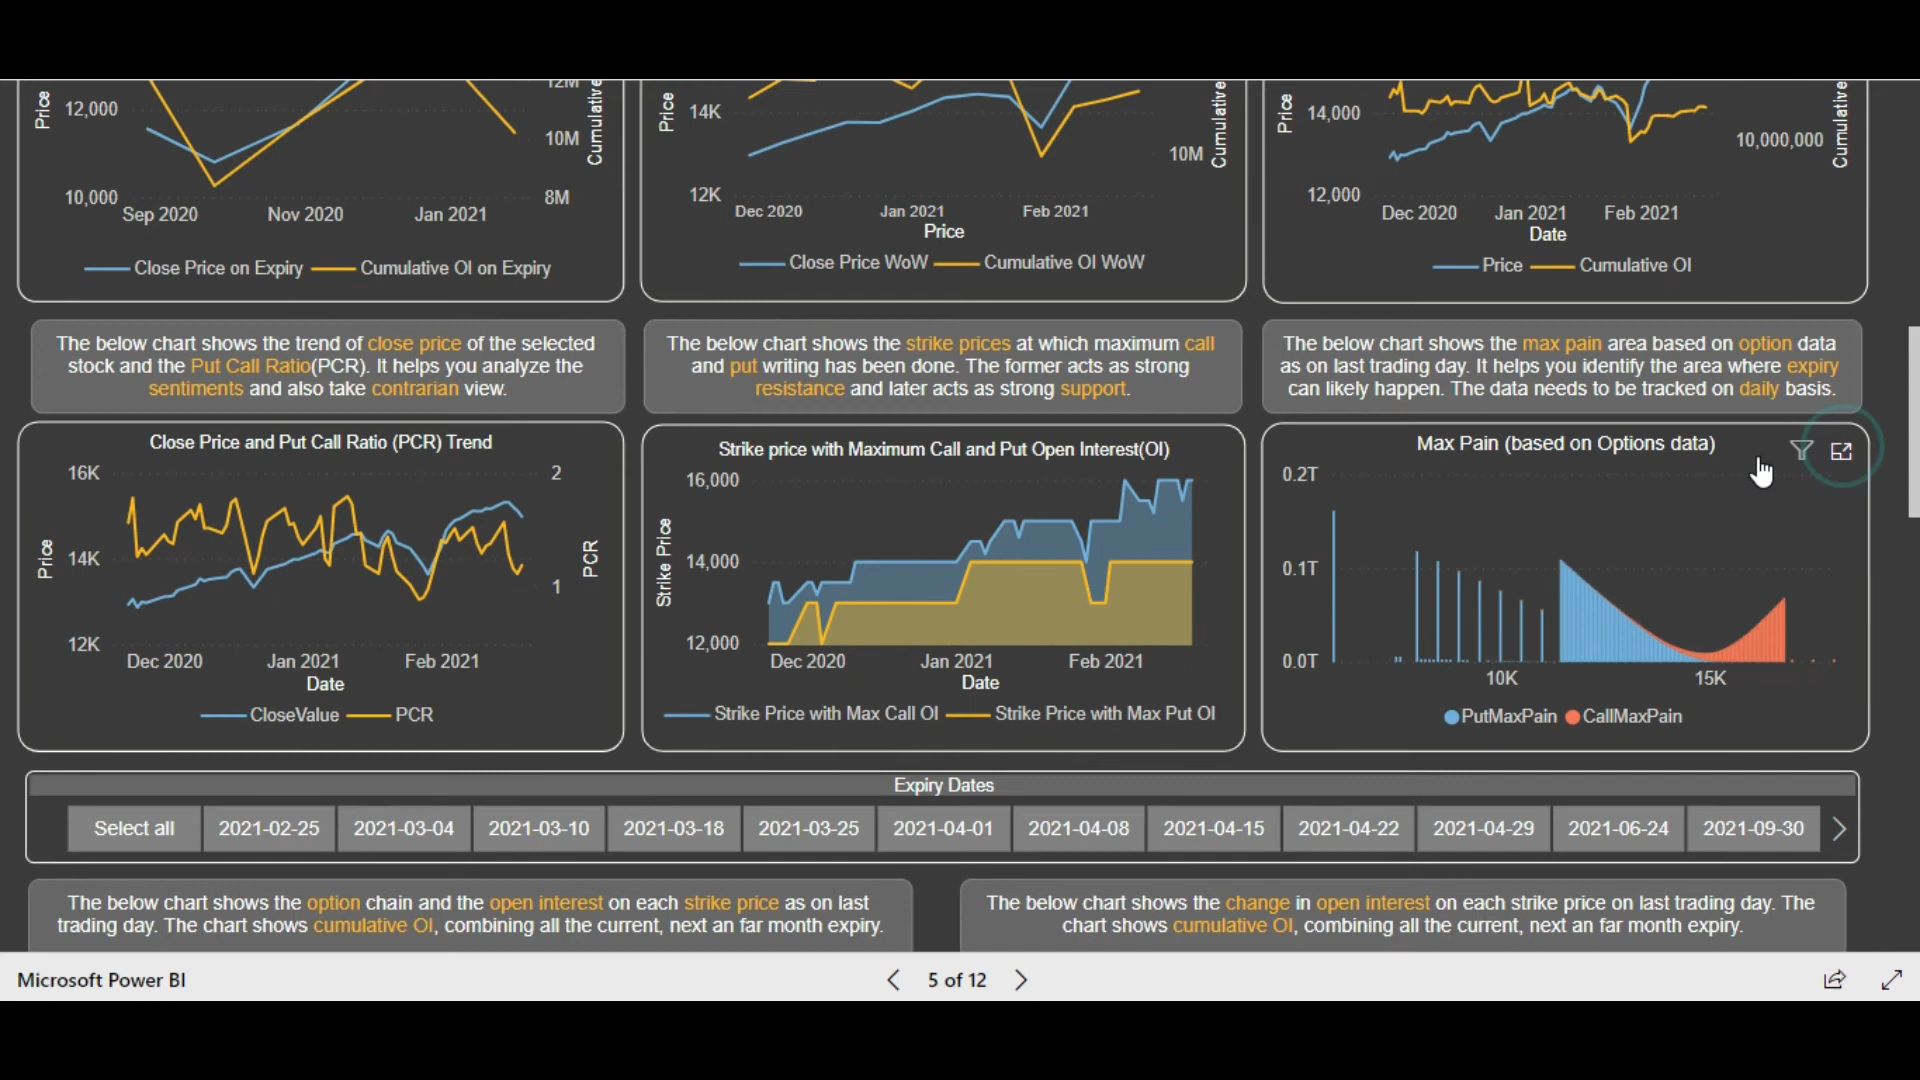 Price
12,000
10,000
12M
10M
8M
Cumulative
Sep 2020
Nov 2020
Jan 2021
Close Price on Expiry
Cumulative OI on Expiry
Price
14K
12K
10M
Cumulative
Dec 2020
Jan 2021
Feb 2021
Price
Close Price WoW
Cumulative OI WoW
Price
14,000
12,000
10,000,000
Cumulative
Dec 2020
Jan 2021
Feb 2021
Date
Price
Cumulative OI
The below chart shows the trend of close price of the selected
stock and the Put Call Ratio(PCR). It helps you analyze the
sentiments and also take contrarian view.
The below chart shows the strike prices at which maximum call
and put writing has been done. The former acts as strong
resistance and later acts as strong support.
The below chart shows the max pain area based on option data
as on last trading day. It helps you identify the area where expiry
can likely happen. The data needs to be tracked on daily basis.
Close Price and Put Call Ratio (PCR) Trend
16K
14K
12K
Price
2
1
PCR
Dec 2020
Jan 2021
Feb 2021
Date
CloseValue
PCR
Strike price with Maximum Call and Put Open Interest(OI)
16,000
14,000
12,000
Strike Price
Dec 2020
Jan 2021
Feb 2021
Date
Strike Price with Max Call OI
Strike Price with Max Put OI
Max Pain (based on Options data)
0.2T
0.1T
0.0T
10K
15K
PutMaxPain
CallMaxPain
Expiry Dates
Select all
2021-02-25
2021-03-04
2021-03-10
2021-03-18
2021-03-25
2021-04-01
2021-04-08
2021-04-15
2021-04-22
2021-04-29
2021-06-24
2021-09-30
The below chart shows the option chain and the open interest on each strike price as on last
trading day. The chart shows cumulative OI, combining all the current, next an far month expiry.
The below chart shows the change in open interest on each strike price on last trading day. The
chart shows cumulative OI, combining all the current, next an far month expiry.
Microsoft Power BI
5 of 12